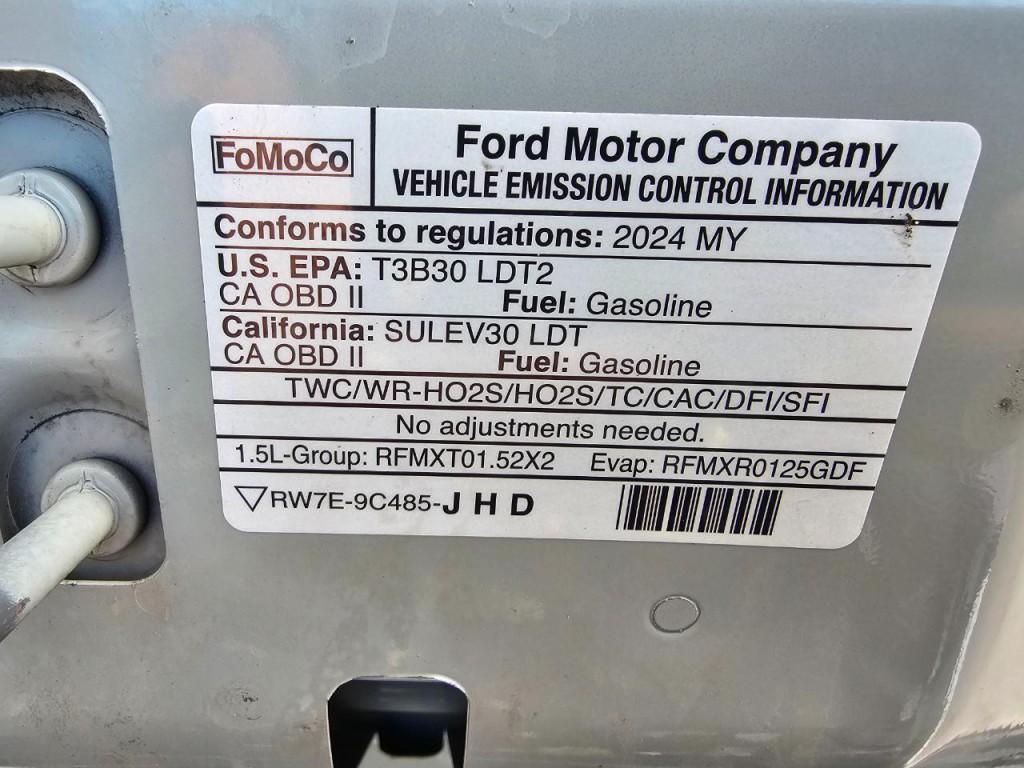 FoMoCo
Ford Motor Company
VEHICLE EMISSION CONTROL INFORMATION
Conforms to regulations: 2024 MY
U.S. EPA: T3B30 LDT2
CA OBD II Fuel: Gasoline
California: SULEV30 LDT
CA OBD II Fuel: Gasoline
TWC/WR-HO2S/HO2S/TC/CAC/DFI/SFI
No adjustments needed.
1.5L-Group: RFMXT01.52X2 Evap: RFMXR0125GDF
RW7E-9C485-J H D